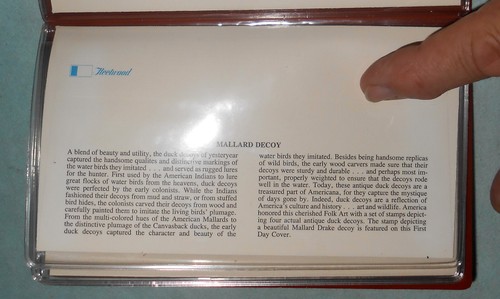 Fleetwood
MALLARD DECOY
A blend of beauty and utility, the duck decoys of yesteryear
captured the handsome qualities and distinctive markings of
the water birds they imitated . . . and served as rugged lures
for the hunter. First used by the American Indians to lure
great flocks of water birds from the heavens, duck decoys
were perfected by the early colonists. While the Indians
fashioned their decoys from mud and straw, or from stuffed
bird hides, the colonists carved their decoys from wood and
carefully painted them to imitate the living birds' plumage.
From the multi-colored hues of the American Mallards to
the distinctive plumage of the Canvasback ducks, the early
duck decoys captured the character and beauty of the
water birds they imitated. Besides being handsome replicas
of wild birds, the early wood carvers made sure that their
decoys were sturdy and durable . . . and perhaps most im-
portant, properly weighted to ensure that the decoys rode
well in the water. Today, these antique duck decoys are a
treasured part of Americana, for they capture the mystique
of days gone by. Indeed, duck decoys are a reflection of
America's culture and history . . . art and wildlife. America
honored this cherished Folk Art with a set of stamps depict-
ing four actual antique duck decoys. The stamp depicting
a beautiful Mallard Drake decoy is featured on this First
Day Cover.